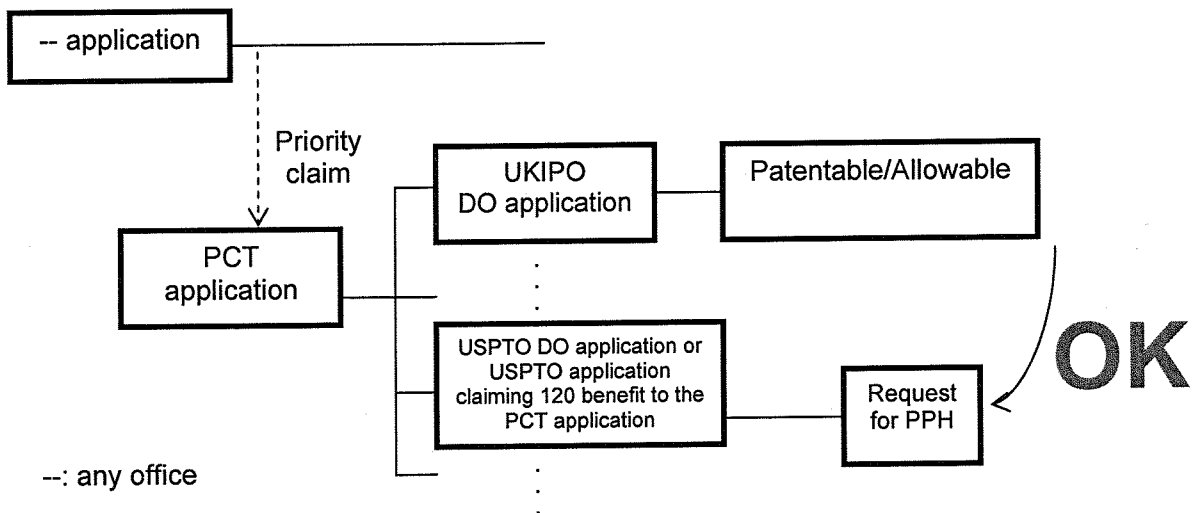 -- application
Priority
claim
UKIPO
DO application
Patentable/Allowable
PCT
application
USPTO DO application or
USPTO application
claiming 120 benefit to the
PCT application
Request
for PPH
OK
--: any office